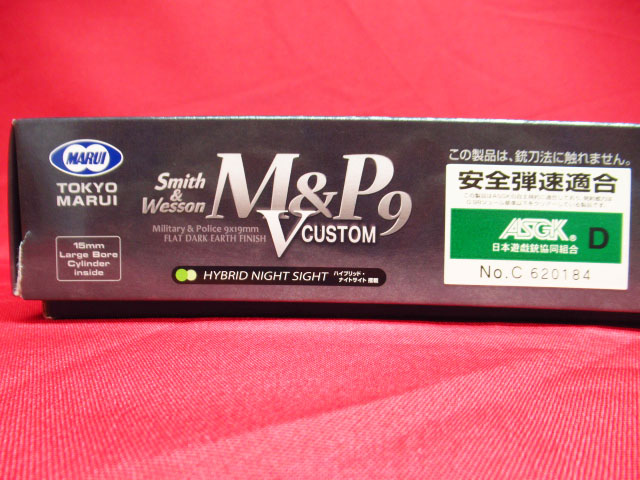 MARUI
TOKYO
MARUI
15mm
Large Bore
Cylinder
inside
Smith
&
Wesson
M&P9
V CUSTOM
Military & Police 9x19mm
FLAT DARK EARTH FINISH
HYBRID NIGHT SIGHT
ハイブリッド・
ナイトサイト 搭載
この製品は、銃刀法に触れません。
安全弾速適合
ASGK
日本遊戯銃協同組合
D
No.C 620184